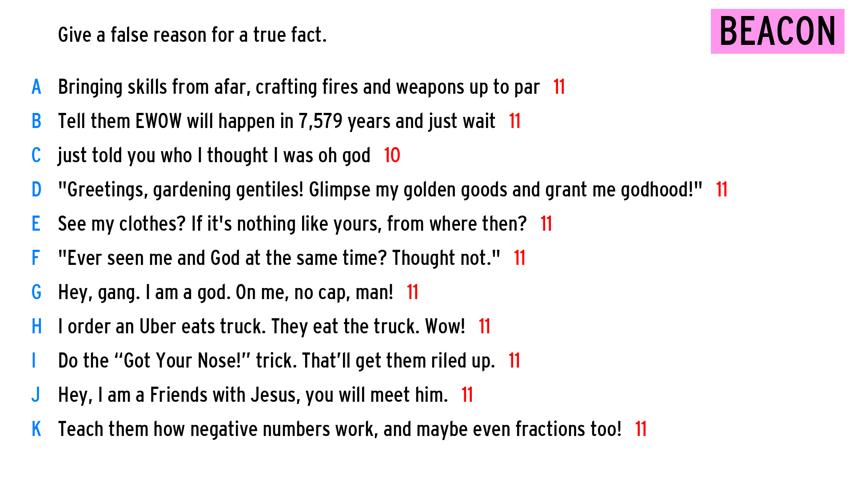 Give a false reason for a true fact.
BEACON
A Bringing skills from afar, crafting fires and weapons up to par 11
B Tell them EWOW will happen in 7,579 years and just wait 11
C just told you who I thought I was oh god 10
D "Greetings, gardening gentiles! Glimpse my golden goods and grant me godhood!" 11
E See my clothes? If it's nothing like yours, from where then? 11
F "Ever seen me and God at the same time? Thought not." 11
G Hey, gang. I am a god. On me, no cap, man! 11
H I order an Uber eats truck. They eat the truck. Wow! 11
I Do the “Got Your Nose!” trick. That’ll get them riled up. 11
J Hey, I am a Friends with Jesus, you will meet him. 11
K Teach them how negative numbers work, and maybe even fractions too! 11